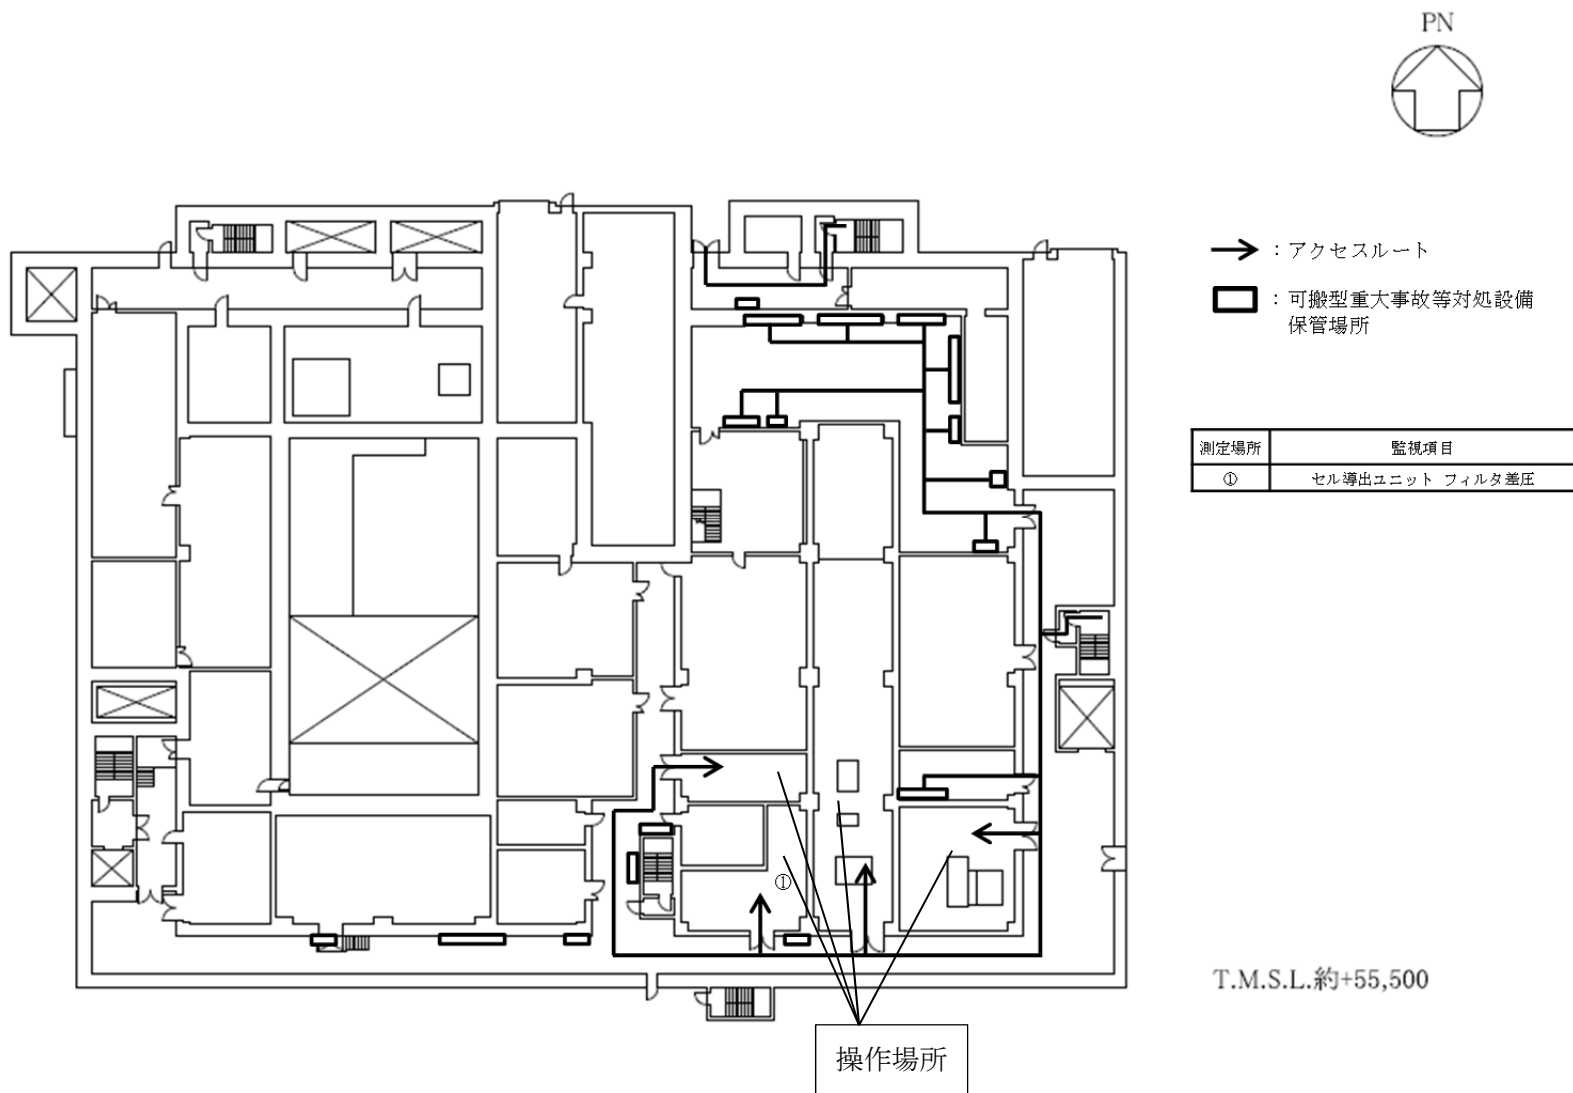 PN
：アクセスルート
：可搬型重大事故等対処設備
保管場所
測定場所 監視項目
① セル導出ユニット フィルタ差圧
①
T.M.S.L.約+55,500
操作場所